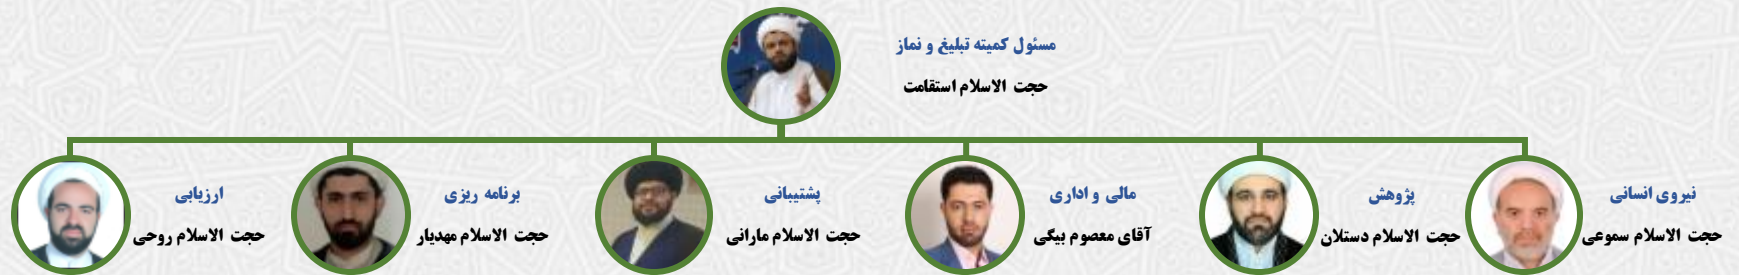 مسئول کمیته تبلیغ و نماز
حجت الاسلام استقامت
نیروی انسانی
حجت الاسلام سموعی
پژوهش
حجت الاسلام دستلان
مالی و اداری
آقای معصوم بیگی
پشتیبانی
حجت الاسلام مارانی
برنامه ریزی
حجت الاسلام مهدیار
ارزیابی
حجت الاسلام روحی